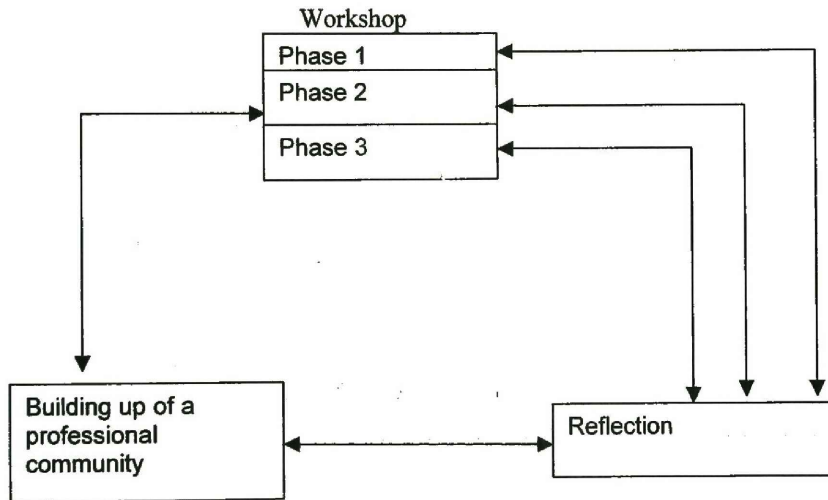 Workshop
Phase 1
Phase 2
Phase 3
Building up of a
professional
community
Reflection